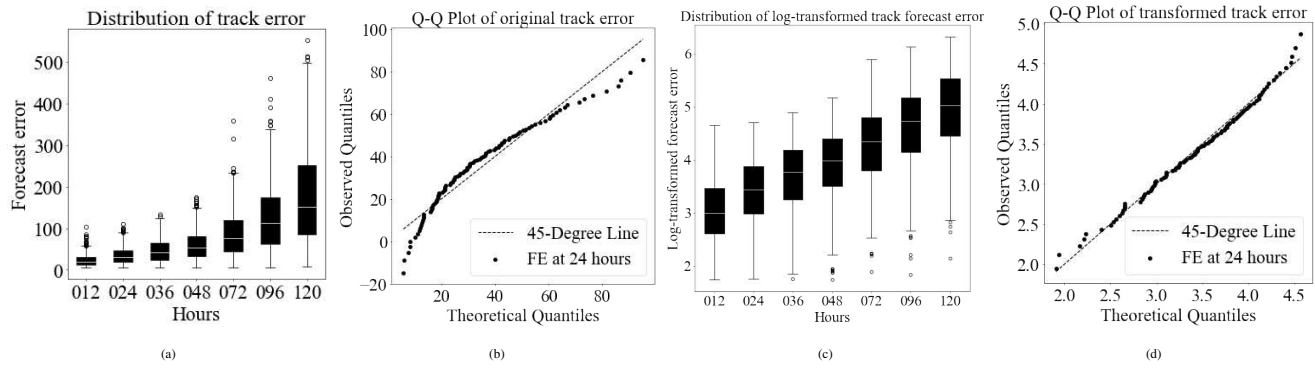 Distribution of track error
Forecast error
500
400
300
200
100
0
012 024 036 048 072 096 120
Hours
(a)
Q-Q Plot of original track error
Observed Quantiles
100
80
60
40
20
0
−20
45-Degree Line
FE at 24 hours
20 40 60 80
Theoretical Quantiles
(b)
Distribution of log-transformed track forecast error
Log-transformed forecast error
6
5
4
3
2
012 024 036 048 072 096 120
Hours
(c)
Q-Q Plot of transformed track error
Observed Quantiles
5.0
4.5
4.0
3.5
3.0
2.5
2.0
45-Degree Line
FE at 24 hours
2.0 2.5 3.0 3.5 4.0 4.5
Theoretical Quantiles
(d)